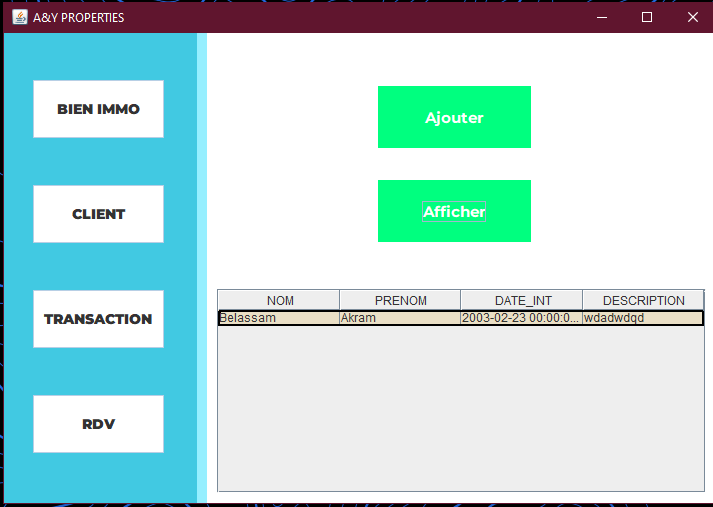 A&Y PROPERTIES
BIEN IMMO
CLIENT
TRANSACTION
RDV
Ajouter
Afficher
NOM PRENOM DATE_INT DESCRIPTION
Belassam Akram 2003-02-23 00:00:0... wdadwdqd